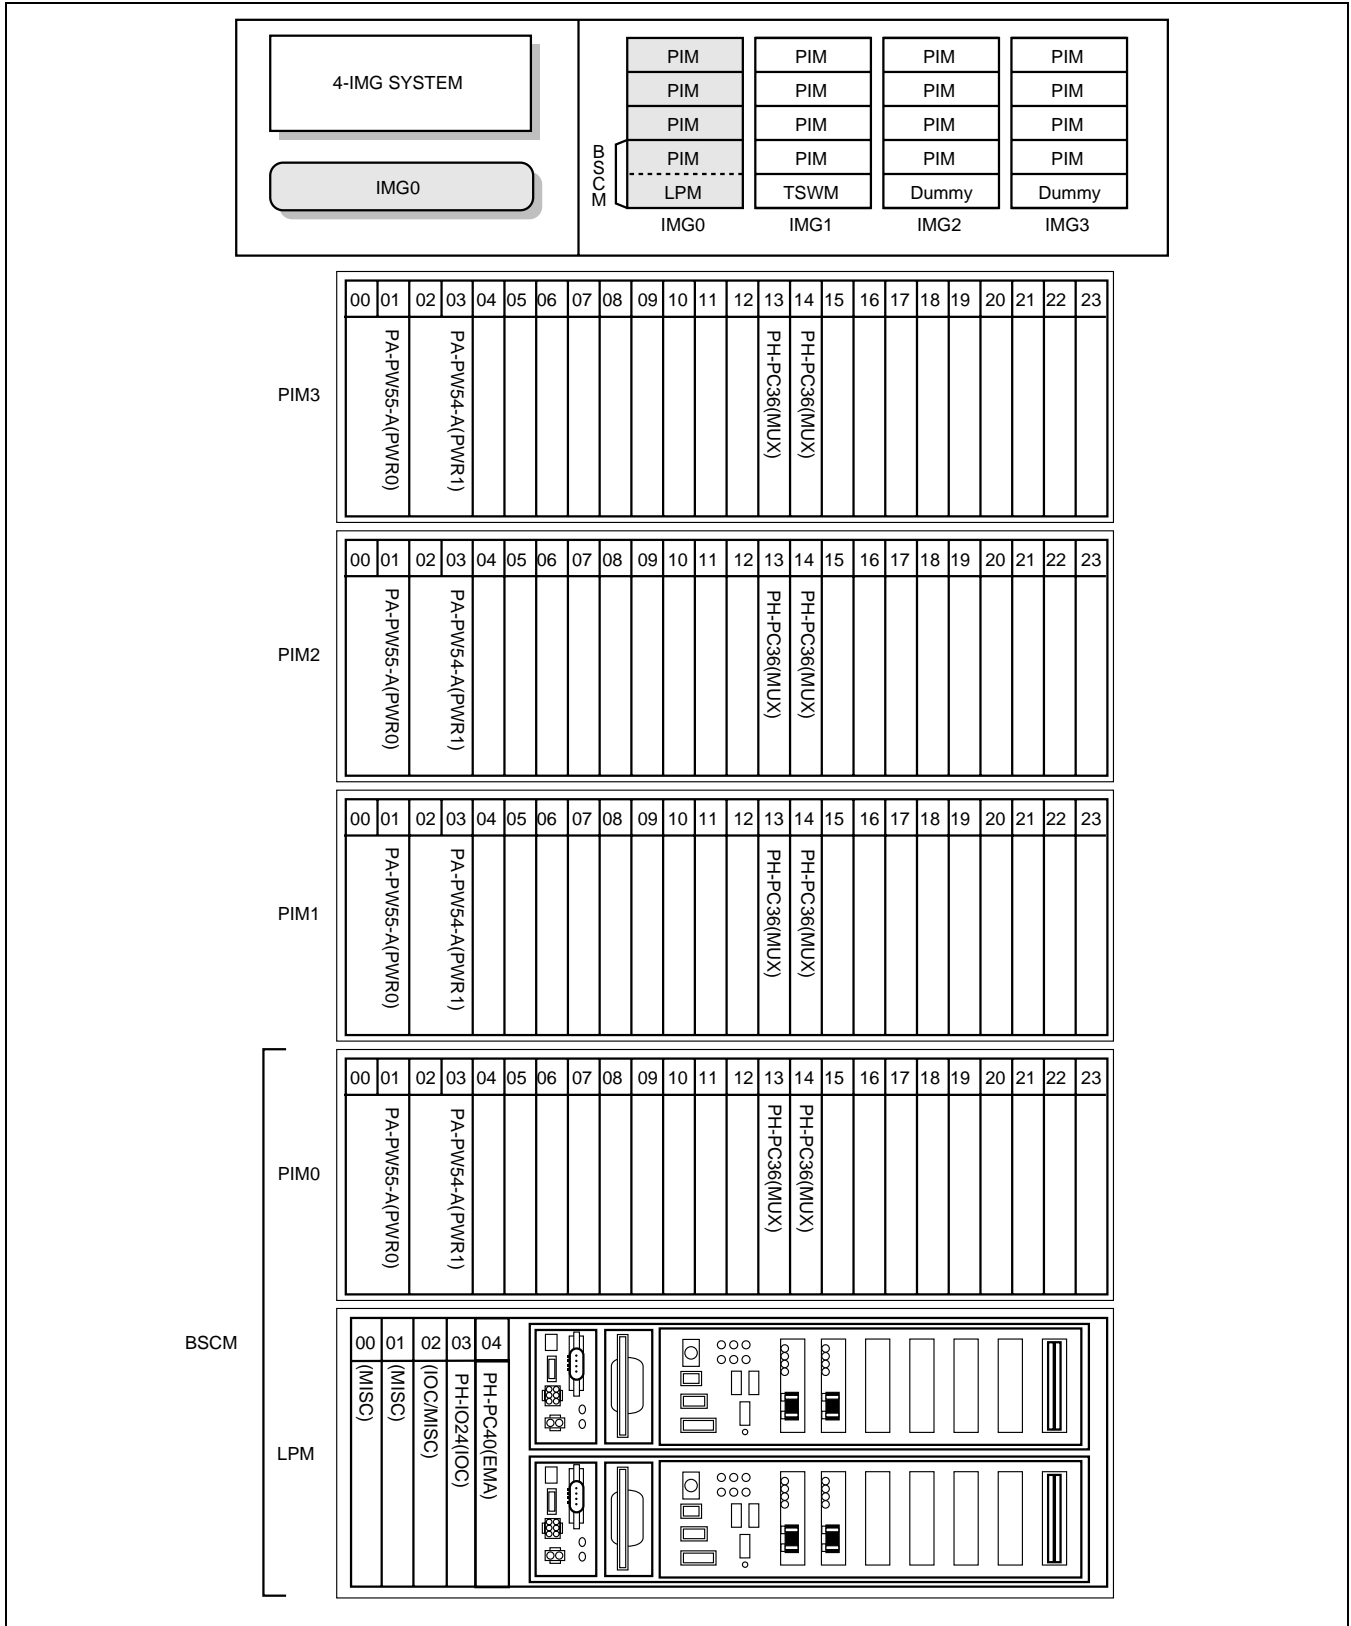 4-IMG SYSTEM
IMG0
PIM PIM PIM PIM
PIM PIM PIM PIM
PIM PIM PIM PIM
PIM PIM PIM PIM
LPM TSWM Dummy Dummy
BSCM
IMG0 IMG1 IMG2 IMG3
PIM3
00 01 02 03 04 05 06 07 08 09 10 11 12 13 14 15 16 17 18 19 20 21 22 23
PA-PW55-A(PWR0)
PA-PW54-A(PWR1)
PH-PC36(MUX)
PH-PC36(MUX)
PIM2
00 01 02 03 04 05 06 07 08 09 10 11 12 13 14 15 16 17 18 19 20 21 22 23
PA-PW55-A(PWR0)
PA-PW54-A(PWR1)
PH-PC36(MUX)
PH-PC36(MUX)
PIM1
00 01 02 03 04 05 06 07 08 09 10 11 12 13 14 15 16 17 18 19 20 21 22 23
PA-PW55-A(PWR0)
PA-PW54-A(PWR1)
PH-PC36(MUX)
PH-PC36(MUX)
PIM0
00 01 02 03 04 05 06 07 08 09 10 11 12 13 14 15 16 17 18 19 20 21 22 23
PA-PW55-A(PWR0)
PA-PW54-A(PWR1)
PH-PC36(MUX)
PH-PC36(MUX)
BSCM
LPM
00 01 02 03 04
(MISC)
(MISC)
(IOC/MISC)
PH-IO24(IOC)
PH-PC40(EMA)